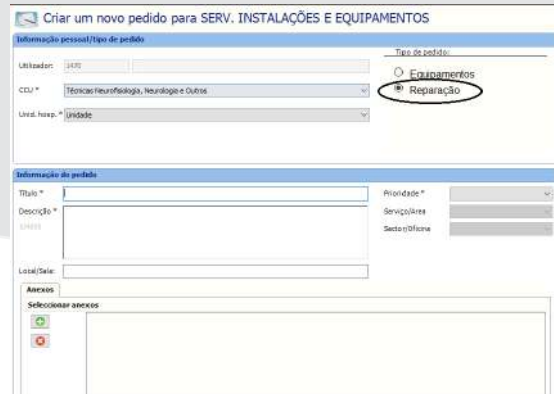 Criar um novo pedido para SERV. INSTALAÇÕES E EQUIPAMENTOS
Informação pessoal/tipo de pedido
Tipo de pedido:
Utilizador:
Equipamentos
CCU * Técnicas Neurofisiologia, Neurologia e Outros
Reparação
Unid. hosp. * Unidade
Informação do pedido
Título *
Prioridade *
Descrição *
Serviço/Área
Sector/Oficina
Local/Sala:
Anexos
Seleccionar anexos